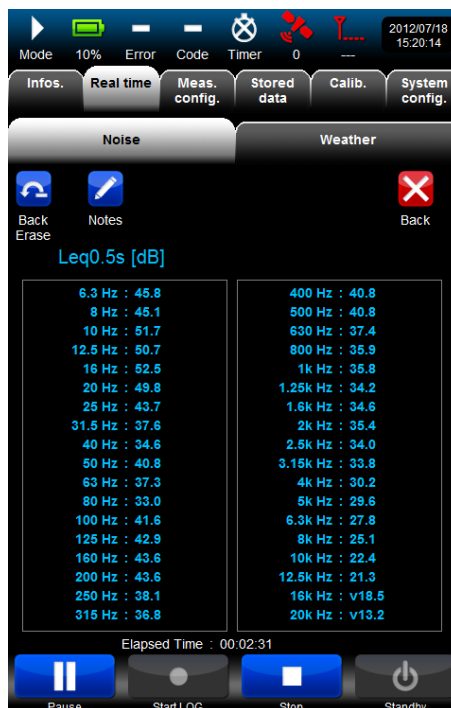 Mode 10% Error Code Timer 0 ---
2012/07/18
15:20:14
Infos. Real time Meas. config. Stored data Calib. System config.
Noise Weather
Back Erase Notes Back
Leq0.5s [dB]
6.3 Hz : 45.8
8 Hz : 45.1
10 Hz : 51.7
12.5 Hz : 50.7
16 Hz : 52.5
20 Hz : 49.8
25 Hz : 43.7
31.5 Hz : 37.6
40 Hz : 34.6
50 Hz : 40.8
63 Hz : 37.3
80 Hz : 33.0
100 Hz : 41.6
125 Hz : 42.9
160 Hz : 43.6
200 Hz : 43.6
250 Hz : 38.1
315 Hz : 36.8
400 Hz : 40.8
500 Hz : 40.8
630 Hz : 37.4
800 Hz : 35.9
1k Hz : 35.8
1.25k Hz : 34.2
1.6k Hz : 34.6
2k Hz : 35.4
2.5k Hz : 34.0
3.15k Hz : 33.8
4k Hz : 30.2
5k Hz : 29.6
6.3k Hz : 27.8
8k Hz : 25.1
10k Hz : 22.4
12.5k Hz : 21.3
16k Hz : v18.5
20k Hz : v13.2
Elapsed Time : 00:02:31
Pause Start LOG Stop Standby